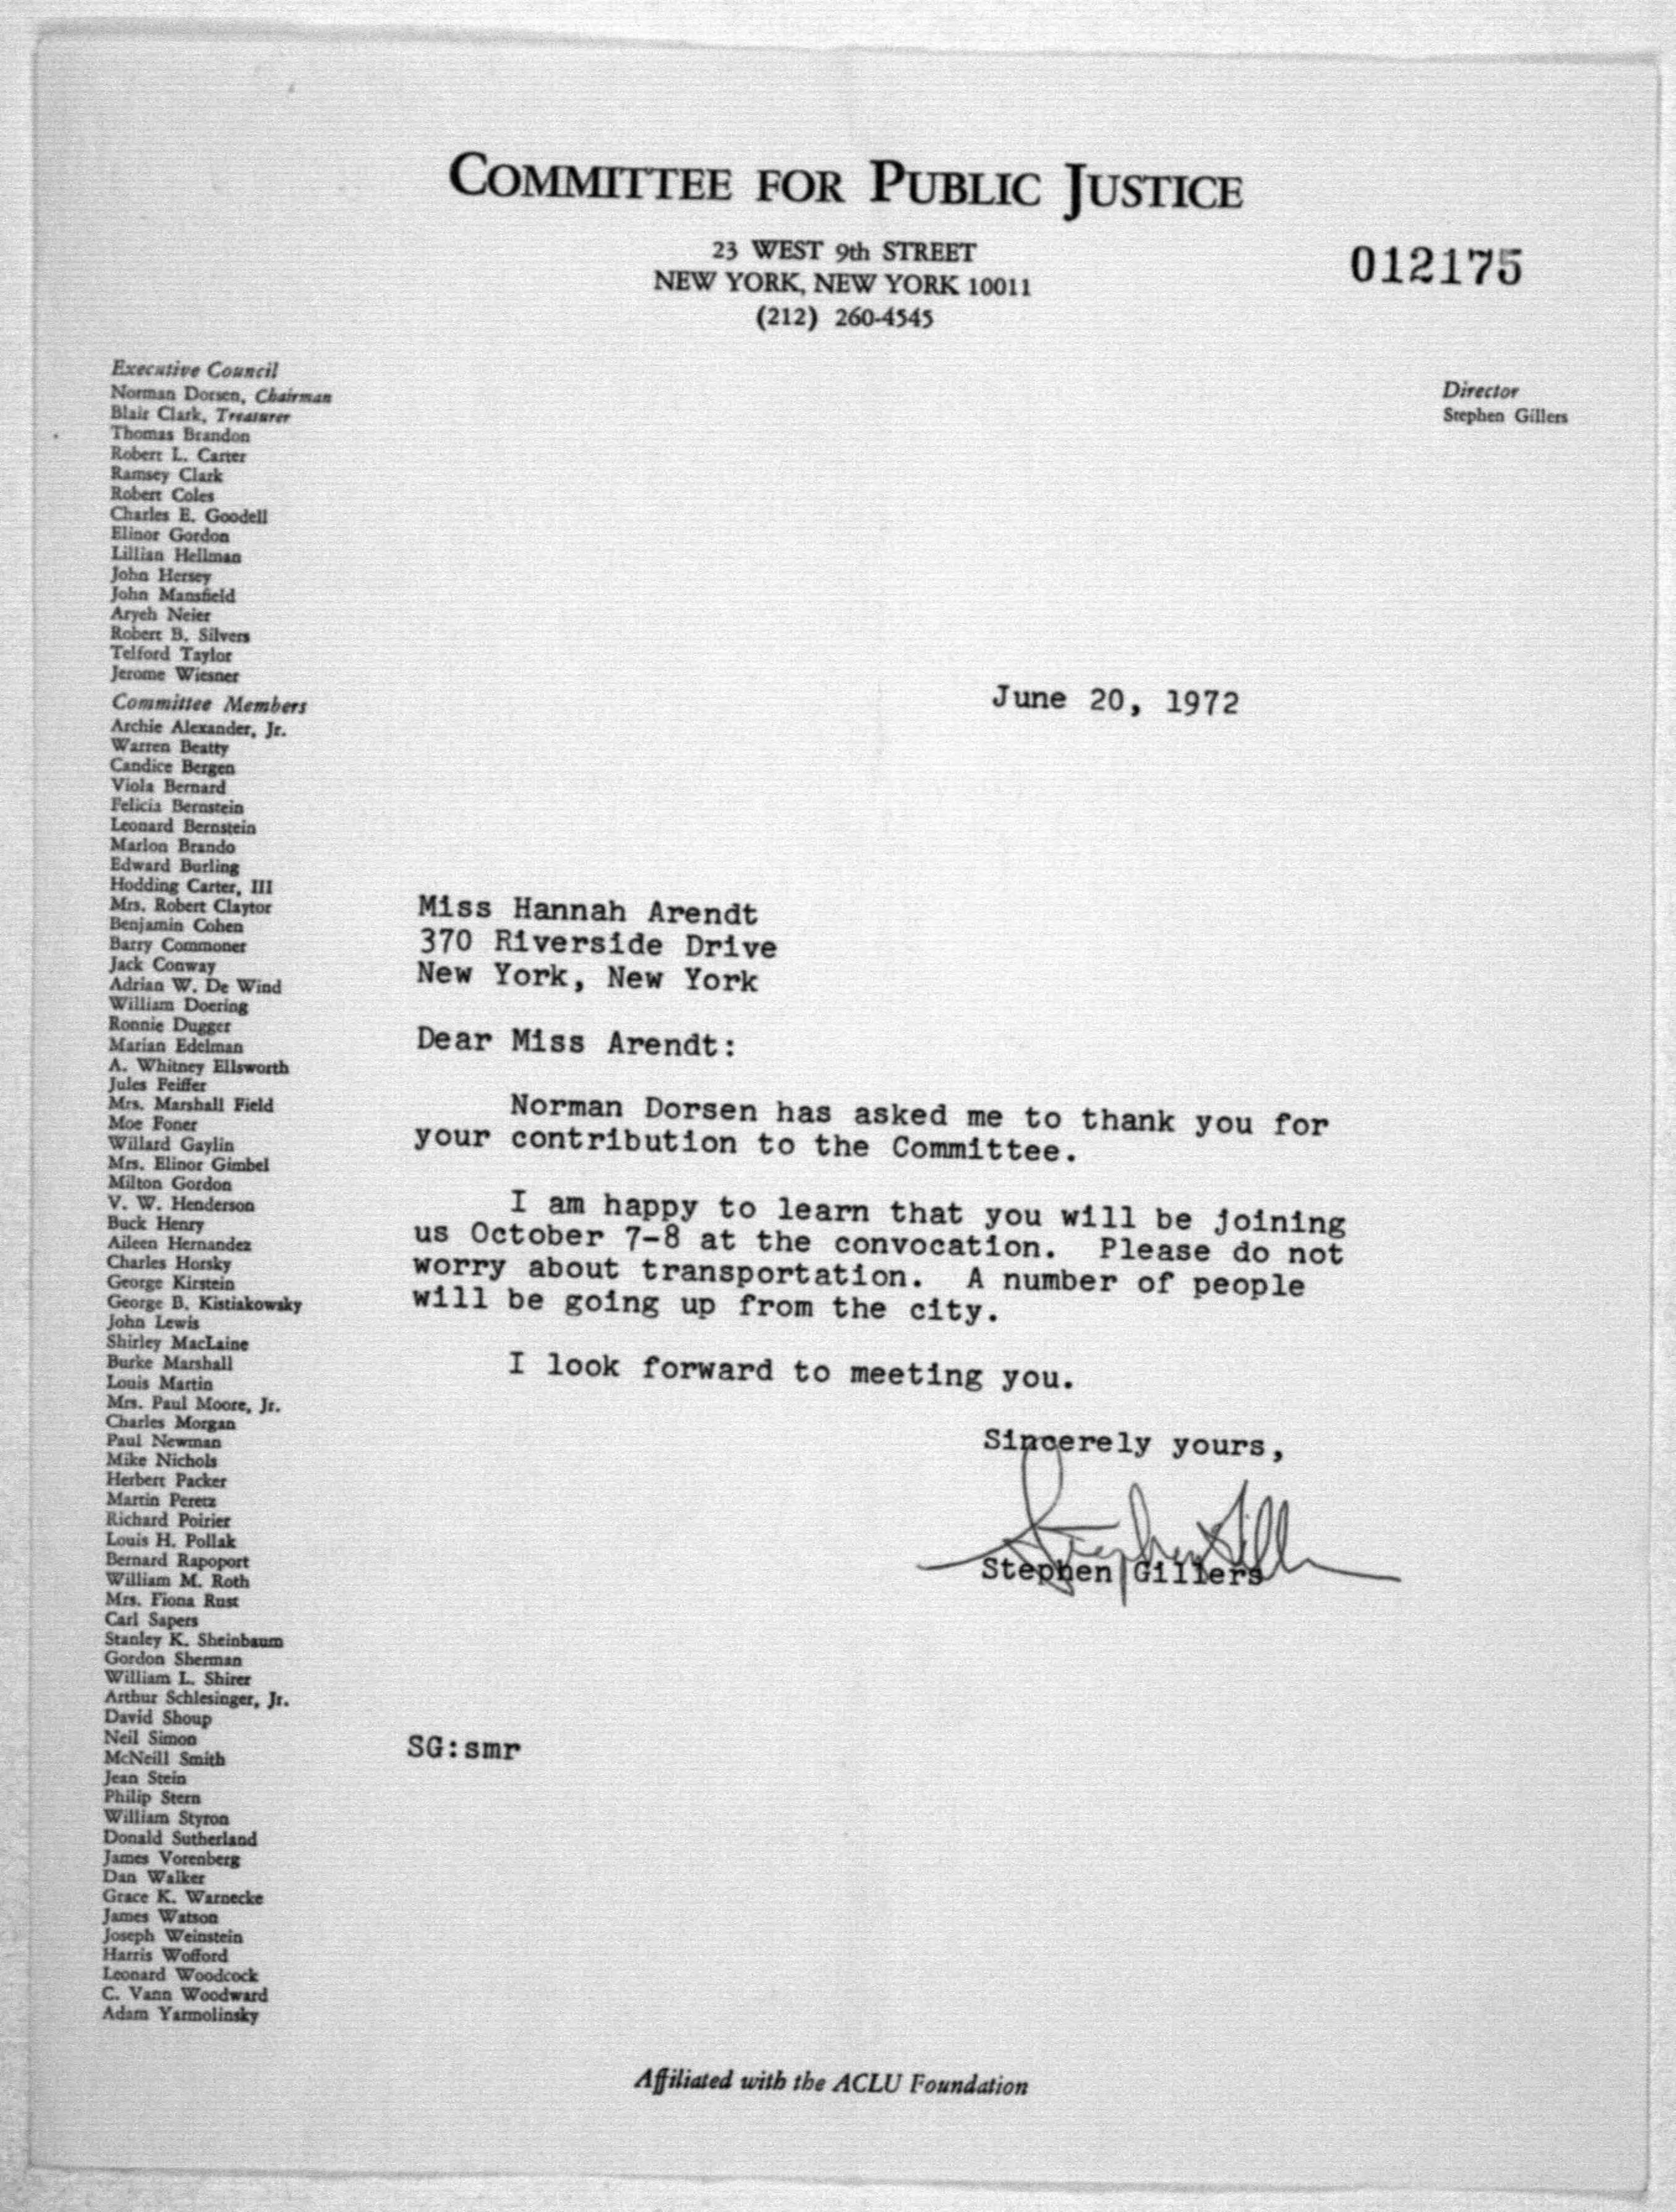 COMMITTEE FOR PUBLIC JUSTICE
23 WEST 9th STREET
NEW YORK, NEW YORK 10011
(212) 260-4545
012175
Executive Council
Norman Dorsen, Chairman
Blair Clark, Treasurer
Thomas Brandon
Robert L. Carter
Ramsey Clark
Robert Coles
Charles E. Goodell
Elinor Gordon
Lillian Hellman
John Hersey
John Mansfield
Aryeh Neier
Robert B. Silvers
Telford Taylor
Jerome Wiesner
Committee Members
Archie Alexander, Jr.
Warren Beatty
Candice Bergen
Viola Bernard
Felicia Bernstein
Leonard Bernstein
Marlon Brando
Edward Burling
Hodding Carter, III
Mrs. Robert Claytor
Benjamin Cohen
Barry Commoner
Jack Conway
Adrian W. De Wind
William Doering
Ronnie Dugger
Marian Edelman
A. Whitney Ellsworth
Jules Feiffer
Mrs. Marshall Field
Moe Foner
Willard Gaylin
Mrs. Elinor Gimbel
Milton Gordon
V. W. Henderson
Buck Henry
Aileen Hernandez
Charles Horsky
George Kirstein
George B. Kistiakowsky
John Lewis
Shirley MacLaine
Burke Marshall
Louis Martin
Mrs. Paul Moore, Jr.
Charles Morgan
Paul Newman
Mike Nichols
Herbert Packer
Martin Peretz
Richard Poirier
Louis H. Pollak
Bernard Rapoport
William M. Roth
Mrs. Fiona Rust
Carl Sapers
Stanley K. Sheinbaum
Gordon Sherman
William L. Shirer
Arthur Schlesinger, Jr.
David Shoup
Neil Simon
McNeill Smith
Jean Stein
Philip Stern
William Styron
Donald Sutherland
James Vorenberg
Dan Walker
Grace K. Warnecke
James Watson
Joseph Weinstein
Harris Wofford
Leonard Woodcock
C. Vann Woodward
Adam Yarmolinsky
Director
Stephen Gillers
June 20, 1972
Miss Hannah Arendt
370 Riverside Drive
New York, New York
Dear Miss Arendt:
Norman Dorsen has asked me to thank you for
your contribution to the Committee.
I am happy to learn that you will be joining
us October 7-8 at the convocation. Please do not
worry about transportation. A number of people
will be going up from the city.
I look forward to meeting you.
Sincerely yours,
Stephen Gillers
Stephen Gillers
SG:smr
Affiliated with the ACLU Foundation